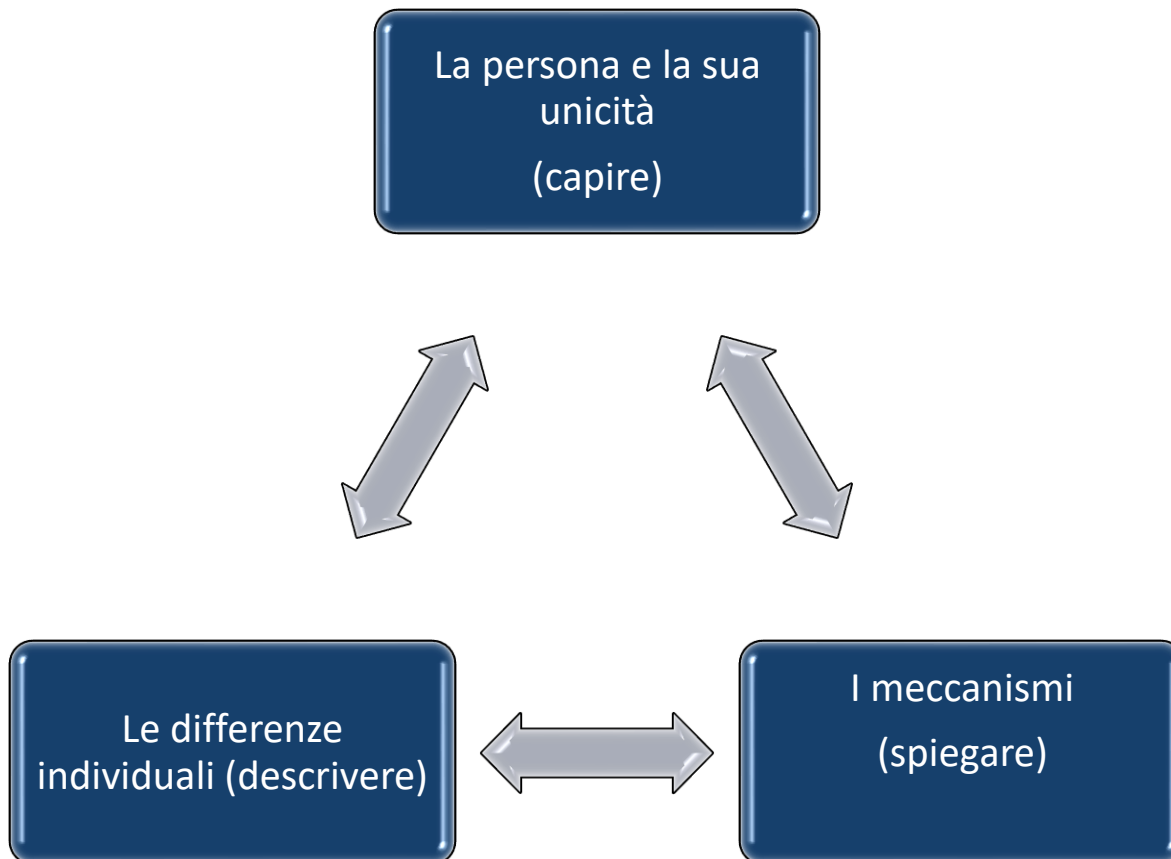 La persona e la sua
unicità
(capire)
Le differenze
individuali (descrivere)
I meccanismi
(spiegare)